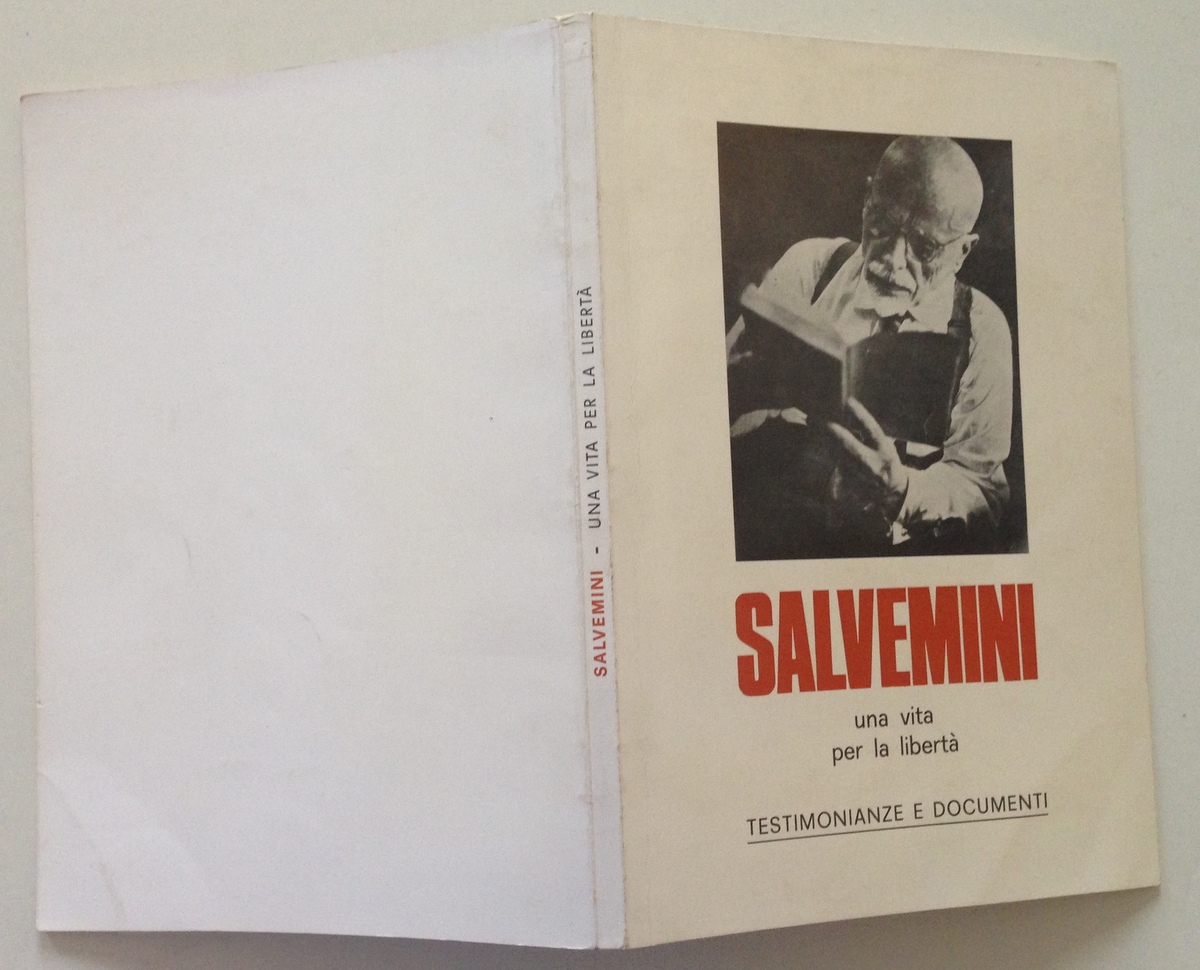 SALVEMINI - UNA VITA PER LA LIBERTÀ
SALVEMINI
una vita
per la libertà
TESTIMONIANZE E DOCUMENTI